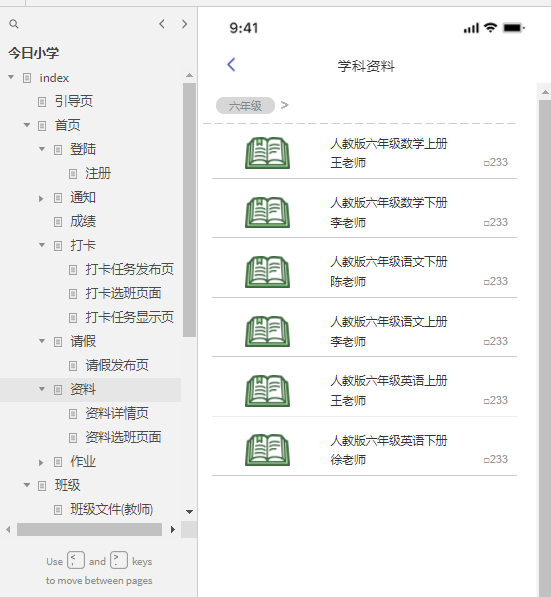 今日小学
index
引导页
首页
登陆
注册
通知
成绩
打卡
打卡任务发布页
打卡选班页面
打卡任务显示页
请假
请假发布页
资料
资料详情页
资料选班页面
作业
班级
班级文件(教师)
Use < , and > . keys
to move between pages
9:41
学科资料
六年级 >
人教版六年级数学上册
王老师 □233
人教版六年级数学下册
李老师 □233
人教版六年级语文下册
陈老师 □233
人教版六年级语文上册
李老师 □233
人教版六年级英语上册
王老师 □233
人教版六年级英语下册
徐老师 □233